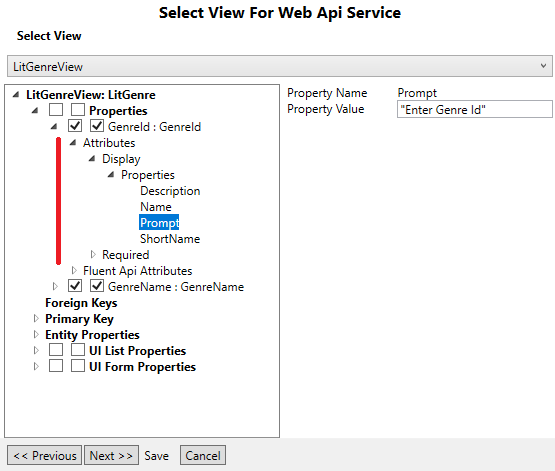 Select View For Web Api Service
Select View
LitGenreView
LitGenreView: LitGenre
Properties
GenreId : GenreId
Attributes
Display
Properties
Description
Name
Prompt
ShortName
Required
Fluent Api Attributes
GenreName : GenreName
Foreign Keys
Primary Key
Entity Properties
UI List Properties
UI Form Properties
Property Name Prompt
Property Value "Enter Genre Id"
<< Previous Next >> Save Cancel